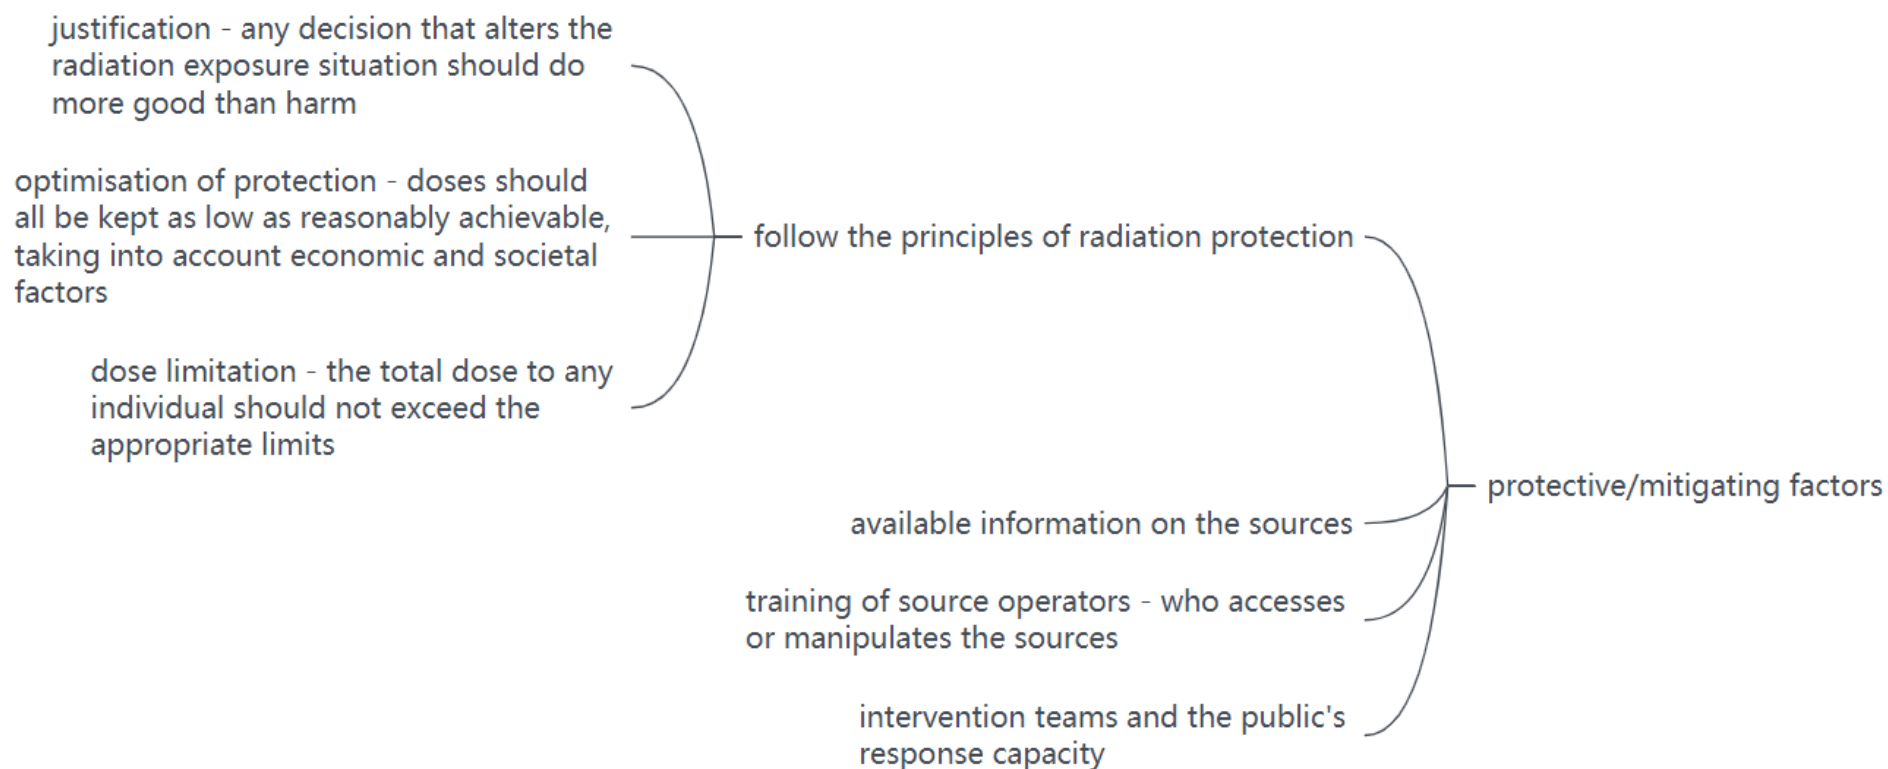 justification - any decision that alters the
radiation exposure situation should do
more good than harm
optimisation of protection - doses should
all be kept as low as reasonably achievable,
taking into account economic and societal
factors
dose limitation - the total dose to any
individual should not exceed the
appropriate limits
follow the principles of radiation protection
available information on the sources
training of source operators - who accesses
or manipulates the sources
intervention teams and the public's
response capacity
protective/mitigating factors